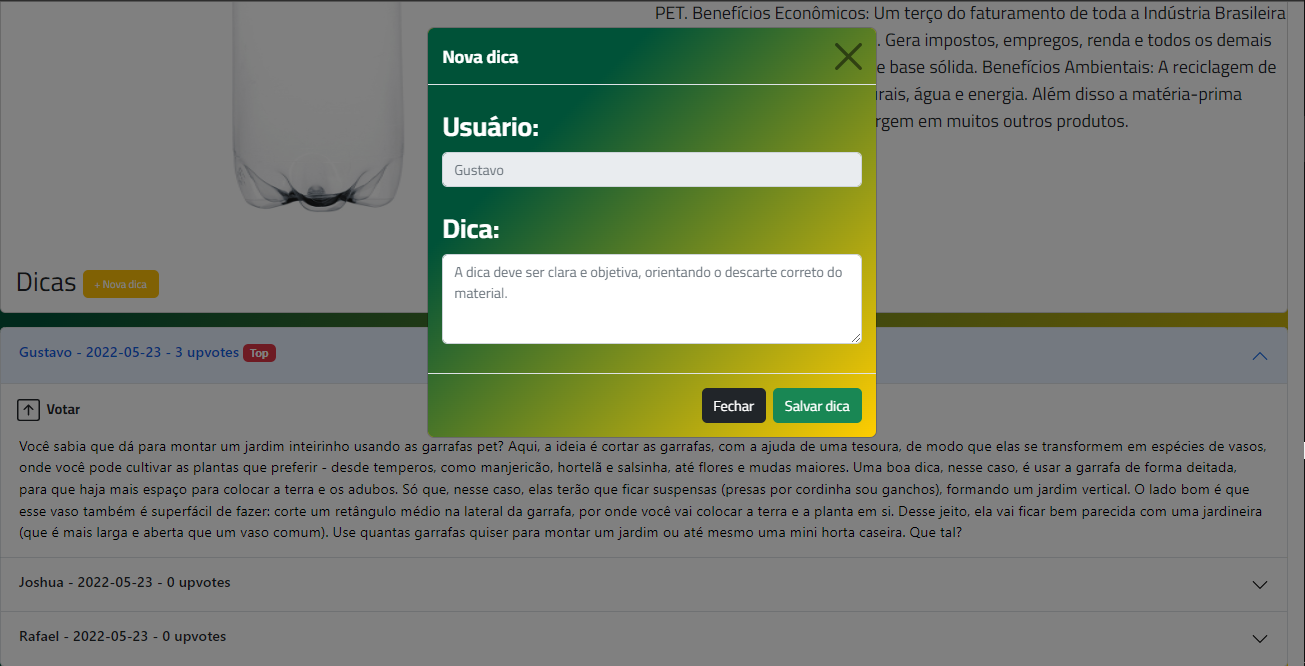 PET. Benefícios Econômicos: Um terço do faturamento de toda a Indústria Brasileira
. Gera impostos, empregos, renda e todos os demais
e base sólida. Benefícios Ambientais: A reciclagem de
urais, água e energia. Além disso a matéria-prima
rgem em muitos outros produtos.
Nova dica
Usuário:
Gustavo
Dica:
A dica deve ser clara e objetiva, orientando o descarte correto do
material.
Fechar Salvar dica
Dicas + Nova dica
Gustavo - 2022-05-23 - 3 upvotes Top
Votar
Você sabia que dá para montar um jardim inteirinho usando as garrafas pet? Aqui, a ideia é cortar as garrafas, com a ajuda de uma tesoura, de modo que elas se transformem em espécies de vasos,
onde você pode cultivar as plantas que preferir - desde temperos, como manjericão, hortelã e salsinha, até flores e mudas maiores. Uma boa dica, nesse caso, é usar a garrafa de forma deitada,
para que haja mais espaço para colocar a terra e os adubos. Só que, nesse caso, elas terão que ficar suspensas (presas por cordinha sou ganchos), formando um jardim vertical. O lado bom é que
esse vaso também é superfácil de fazer: corte um retângulo médio na lateral da garrafa, por onde você vai colocar a terra e a planta em si. Desse jeito, ela vai ficar bem parecida com uma jardineira
(que é mais larga e aberta que um vaso comum). Use quantas garrafas quiser para montar um jardim ou até mesmo uma mini horta caseira. Que tal?
Joshua - 2022-05-23 - 0 upvotes
Rafael - 2022-05-23 - 0 upvotes